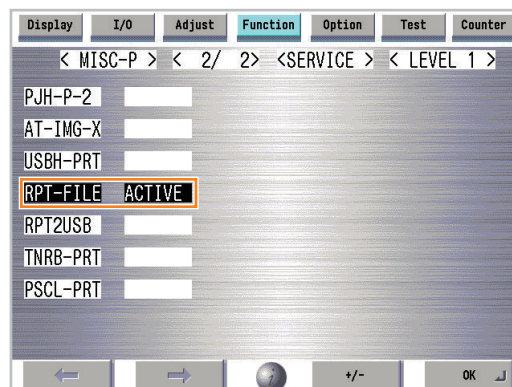 Display I/O Adjust Function Option Test Counter
< MISC-P > < 2/ 2> <SERVICE > < LEVEL 1 >
PJH-P-2
AT-IMG-X
USBH-PRT
RPT-FILE ACTIVE
RPT2USB
TNRB-PRT
PSCL-PRT
+/- OK